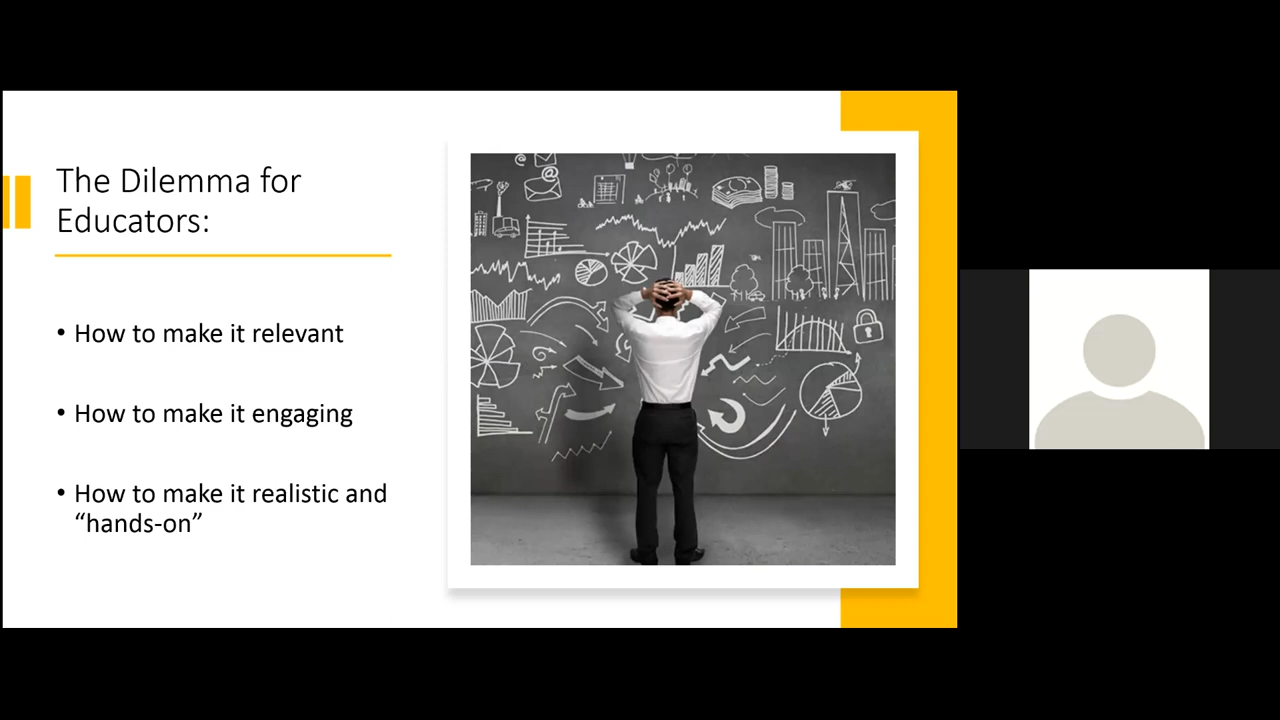 The Dilemma for
Educators:
• How to make it relevant
• How to make it engaging
• How to make it realistic and
“hands-on”